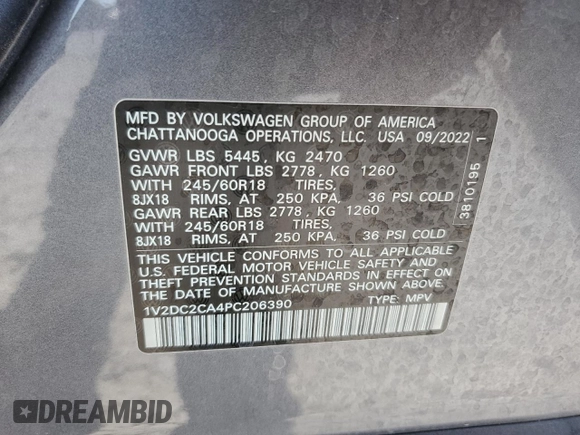 MFD BY VOLKSWAGEN GROUP OF AMERICA
CHATTANOOGA OPERATIONS, LLC. USA 09/2022
GVWR LBS 5445, KG 2470
GAWR FRONT LBS 2778, KG 1260
WITH 245/60R18 TIRES,
8JX18 RIMS, AT 250 KPA, 36 PSI COLD
GAWR REAR LBS 2778, KG 1260
WITH 245/60R18 TIRES,
8JX18 RIMS, AT 250 KPA, 36 PSI COLD
THIS VEHICLE CONFORMS TO ALL APPLICABLE
U.S. FEDERAL MOTOR VEHICLE SAFETY AND
THEFT PREVENTION STANDARDS IN EFFECT ON
THE DATE OF MANUFACTURE SHOWN ABOVE.
1V2DC2CA4PC206390 TYPE: MPV
3810195 1
DREAMBID